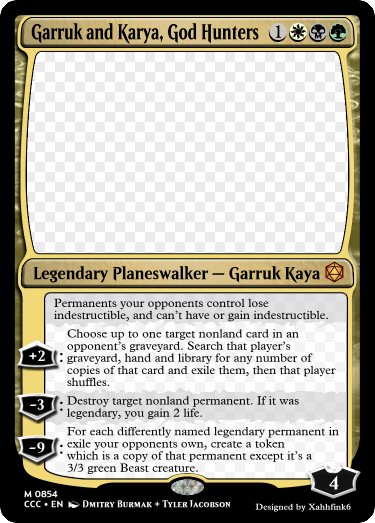 Garruk and Karya, God Hunters 1
Legendary Planeswalker — Garruk Kaya
Permanents your opponents control lose
indestructible, and can't have or gain indestructible.
+2: Choose up to one target nonland card in an
opponent's graveyard. Search that player's
graveyard, hand and library for any number of
copies of that card and exile them, then that player
shuffles.
-3: Destroy target nonland permanent. If it was
legendary, you gain 2 life.
-9: For each differently named legendary permanent in
exile your opponents own, create a token
which is a copy of that permanent except it's a
3/3 green Beast creature.
4
M 0854
CCC • EN Dmitry Burmak + Tyler Jacobson
Designed by Xahhfink6